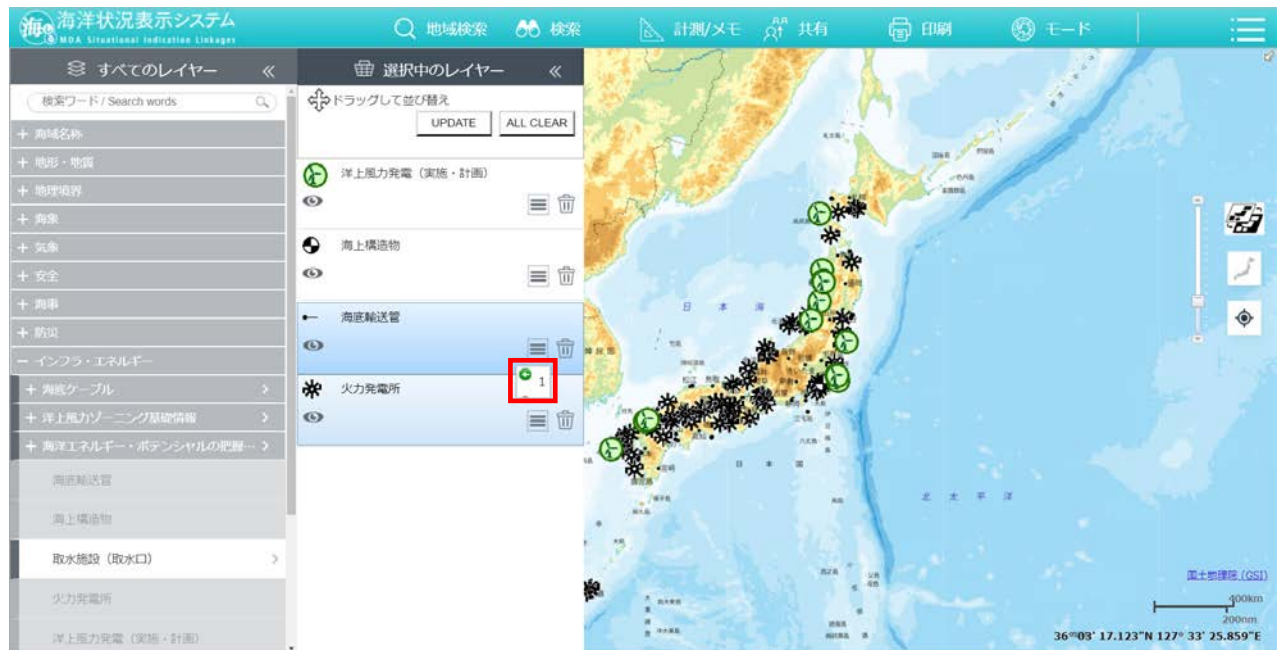 海洋状況表示システム
MDA Situational Indication Linkages
地域検索
検索
計測/メモ
共有
印刷
モード
すべてのレイヤー
検索ワード / Search words
+ 海域名称
+ 地形・地質
+ 地理境界
+ 海象
+ 気象
+ 安全
+ 海事
+ 防災
− インフラ・エネルギー
+ 海底ケーブル
+ 洋上風力ゾーニング基礎情報
+ 海洋エネルギー・ポテンシャルの把握…
海底輸送管
海上構造物
取水施設（取水口）
火力発電所
洋上風力発電（実施・計画）
選択中のレイヤー
ドラッグして並び替え
UPDATE
ALL CLEAR
洋上風力発電（実施・計画）
海上構造物
海底輸送管
1
火力発電所
日 本 海
日 本 国
北 太 平 洋
国土地理院 (GSI)
400km
200nm
36°03' 17.123"N 127° 33' 25.859"E